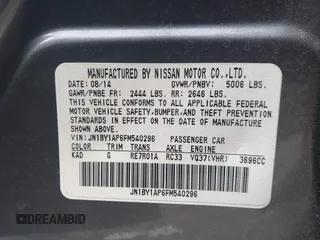 MANUFACTURED BY NISSAN MOTOR CO.,LTD.
DATE: 08/14 GVWR/PNBV: 5006 LBS.
GAWR/PNBE FR: 2444 LBS. RR: 2646 LBS.
THIS VEHICLE CONFORMS TO ALL APPLICABLE FEDERAL
MOTOR VEHICLE SAFETY, BUMPER, AND THEFT PREVENTION
STANDARDS IN EFFECT ON THE DATE OF MANUFACTURE
SHOWN ABOVE.
VIN: JN1BY1AP6FM540296 PASSENGER CAR
COLOR TRIM TRANS AXLE ENGINE
KAD G RE7R01A RC33 VQ37(VHR) 3696CC
JN1BY1AP6FM540296
DREAMBID